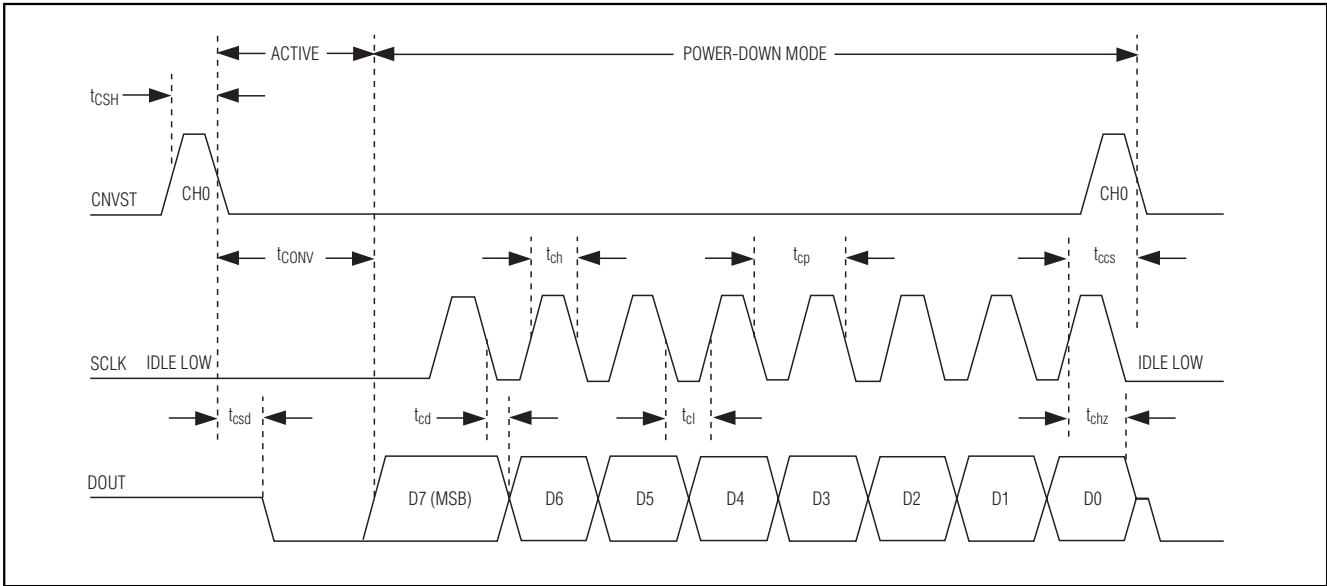 ACTIVE
POWER-DOWN MODE
tCSH
CNVST
CH0
CH0
tCONV
tch
tcp
tccs
SCLK IDLE LOW
IDLE LOW
tcsd
tcd
tcl
tchz
DOUT
D7 (MSB)
D6
D5
D4
D3
D2
D1
D0